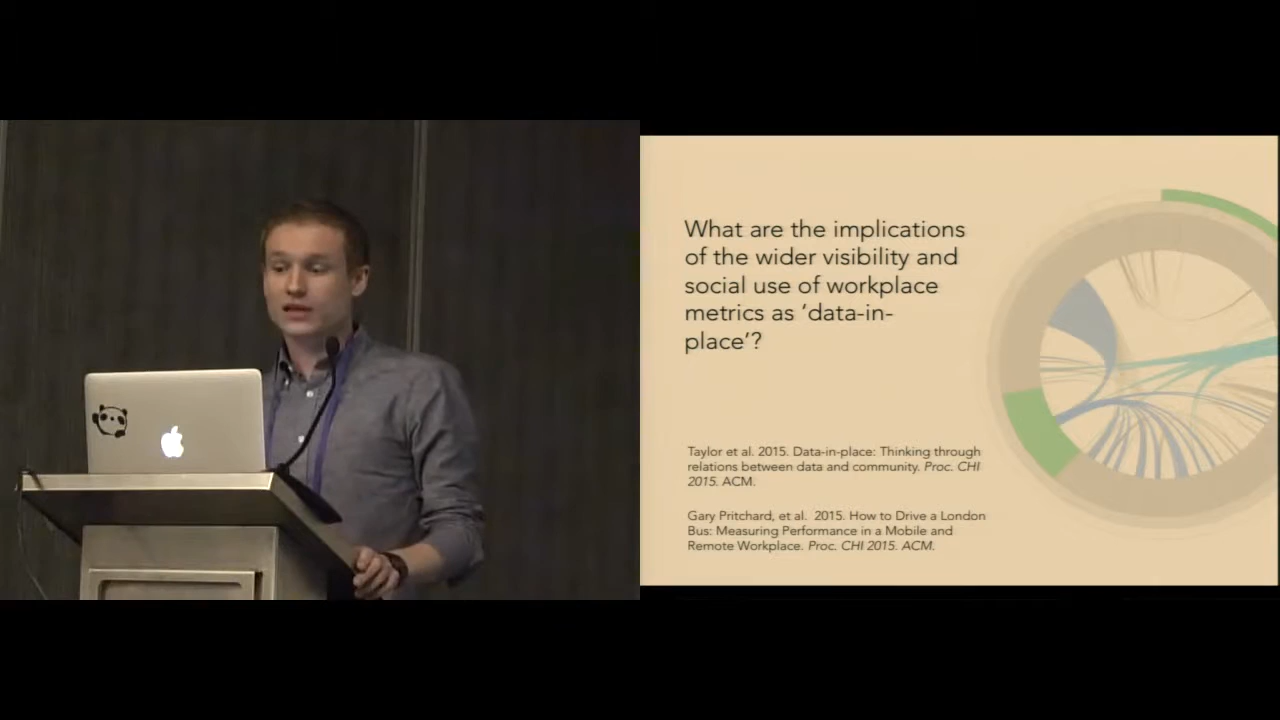 What are the implications
of the wider visibility and
social use of workplace
metrics as ‘data-in-
place’?
Taylor et al. 2015. Data-in-place: Thinking through
relations between data and community. Proc. CHI
2015. ACM.
Gary Pritchard, et al. 2015. How to Drive a London
Bus: Measuring Performance in a Mobile and
Remote Workplace. Proc. CHI 2015. ACM.